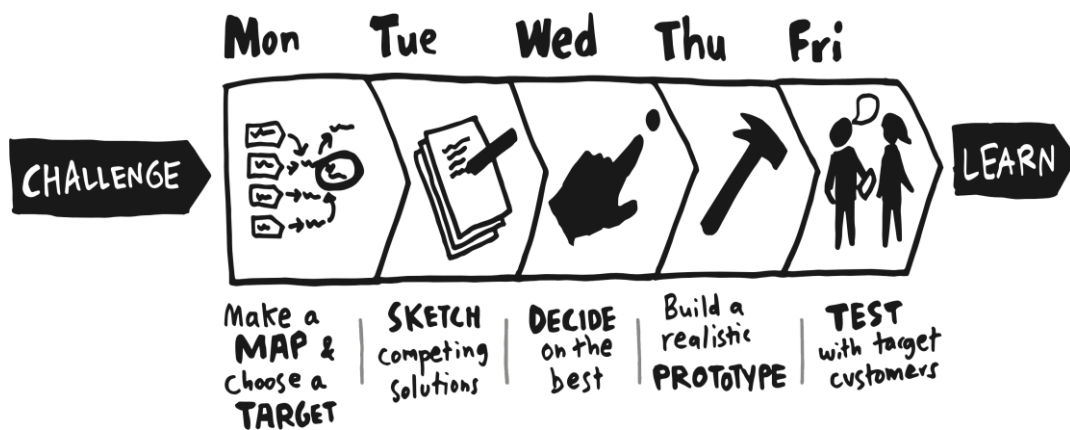 Mon Tue Wed Thu Fri
CHALLENGE
LEARN
Make a
MAP &
choose a
TARGET
SKETCH
competing
solutions
DECIDE
on the
best
Build a
realistic
PROTOTYPE
TEST
with target
customers